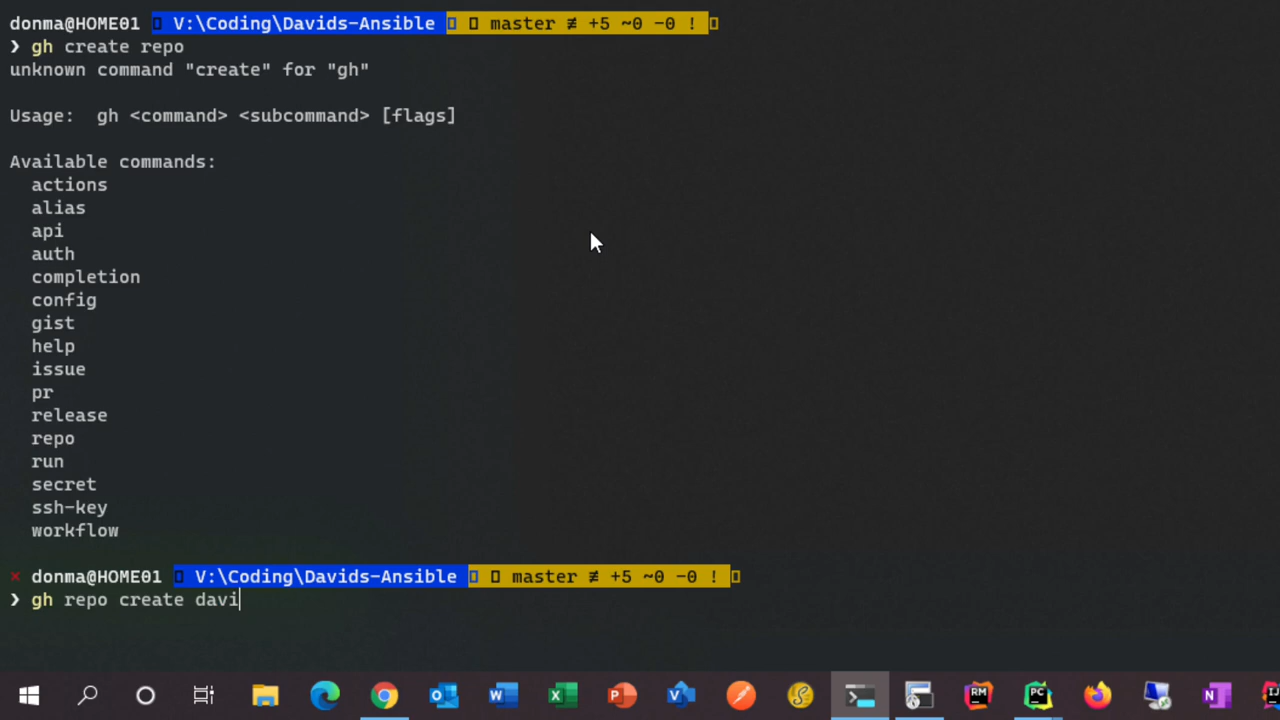 donma@HOME01 V:\Coding\Davids-Ansible master ≢ +5 ~0 -0 !
❯ gh create repo
unknown command "create" for "gh"
Usage:  gh <command> <subcommand> [flags]
Available commands:
actions
alias
api
auth
completion
config
gist
help
issue
pr
release
repo
run
secret
ssh-key
workflow
× donma@HOME01 V:\Coding\Davids-Ansible master ≢ +5 ~0 -0 !
❯ gh repo create davi
RM
PC